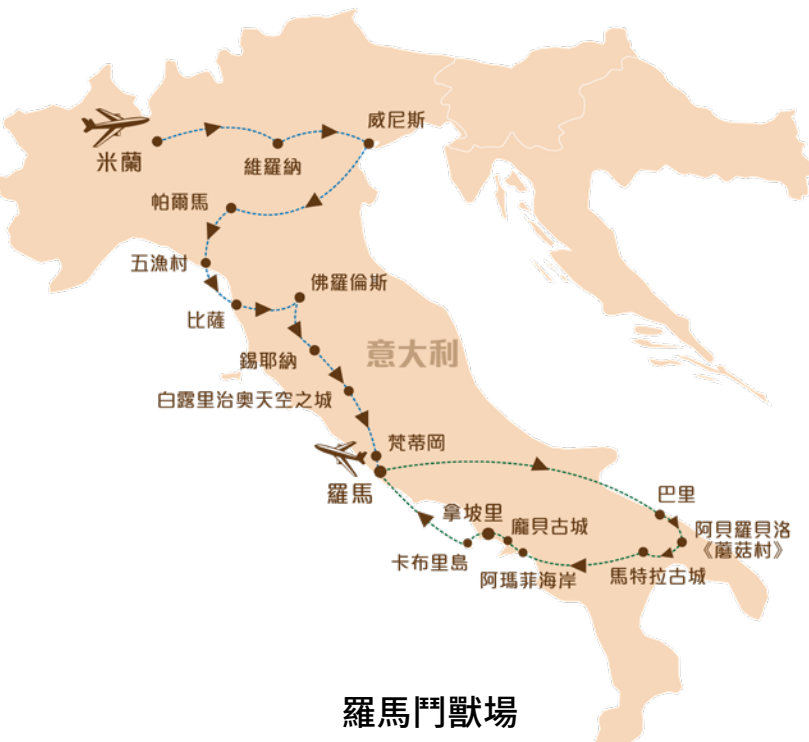 威尼斯
米蘭
維羅納
帕爾馬
五漁村
佛羅倫斯
比薩
意大利
錫耶納
白露里治奧天空之城
梵蒂岡
羅馬
巴里
拿坡里
龐貝古城
阿貝羅貝洛
《蘑菇村》
卡布里島
阿瑪菲海岸
馬特拉古城
羅馬鬥獸場